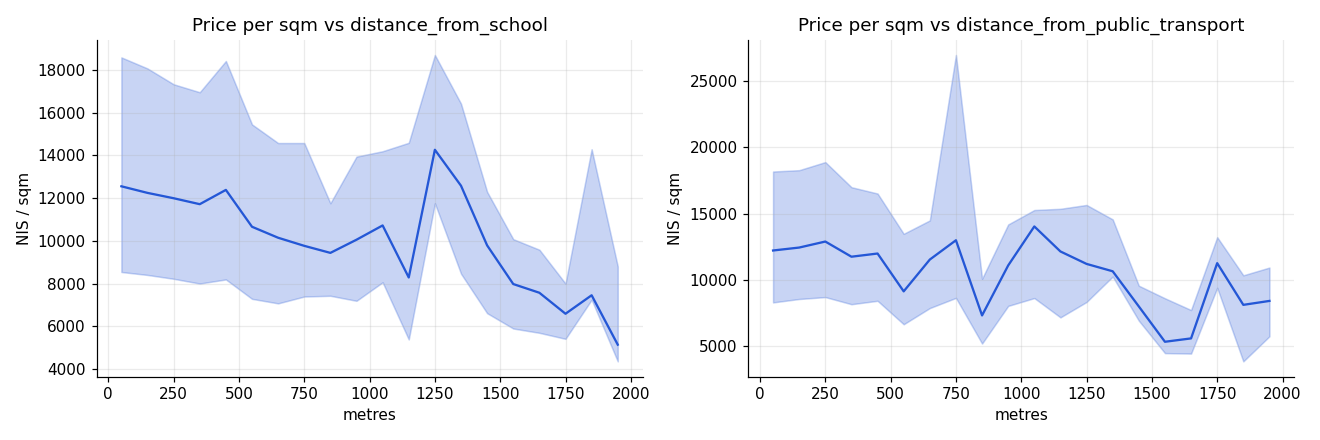 Price per sqm vs distance_from_school
NIS / sqm
18000
16000
14000
12000
10000
8000
6000
4000
0 250 500 750 1000 1250 1500 1750 2000
metres
Price per sqm vs distance_from_public_transport
NIS / sqm
25000
20000
15000
10000
5000
0 250 500 750 1000 1250 1500 1750 2000
metres